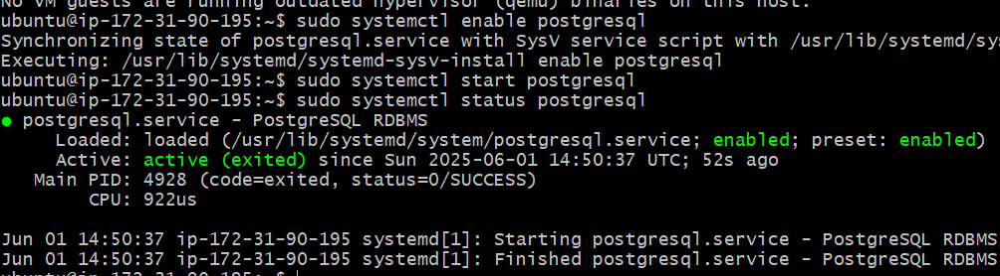 No VM guests are running outdated hypervisor (qemu) binaries on this host.
ubuntu@ip-172-31-90-195:~$ sudo systemctl enable postgresql
Synchronizing state of postgresql.service with SysV service script with /usr/lib/systemd/sys
Executing: /usr/lib/systemd/systemd-sysv-install enable postgresql
ubuntu@ip-172-31-90-195:~$ sudo systemctl start postgresql
ubuntu@ip-172-31-90-195:~$ sudo systemctl status postgresql
● postgresql.service - PostgreSQL RDBMS
Loaded: loaded (/usr/lib/systemd/system/postgresql.service; enabled; preset: enabled)
Active: active (exited) since Sun 2025-06-01 14:50:37 UTC; 52s ago
Main PID: 4928 (code=exited, status=0/SUCCESS)
CPU: 922us
Jun 01 14:50:37 ip-172-31-90-195 systemd[1]: Starting postgresql.service - PostgreSQL RDBMS
Jun 01 14:50:37 ip-172-31-90-195 systemd[1]: Finished postgresql.service - PostgreSQL RDBMS
ubuntu@ip-172-31-90-195:~$